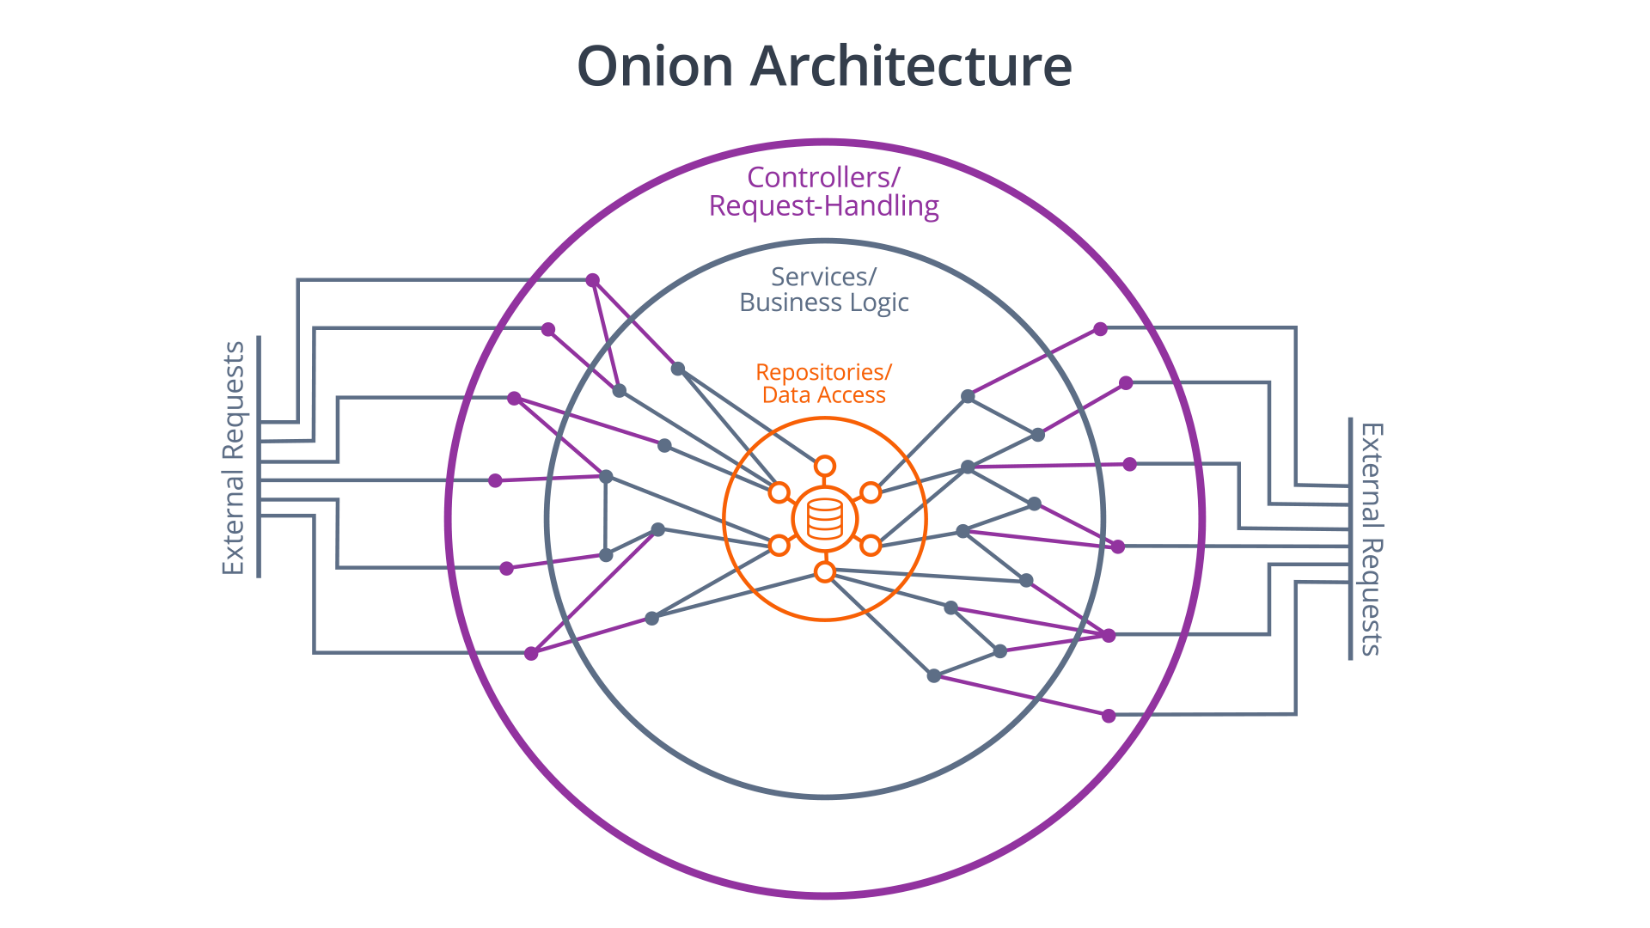 Onion Architecture
Controllers/
Request-Handling
Services/
Business Logic
Repositories/
Data Access
External Requests
External Requests